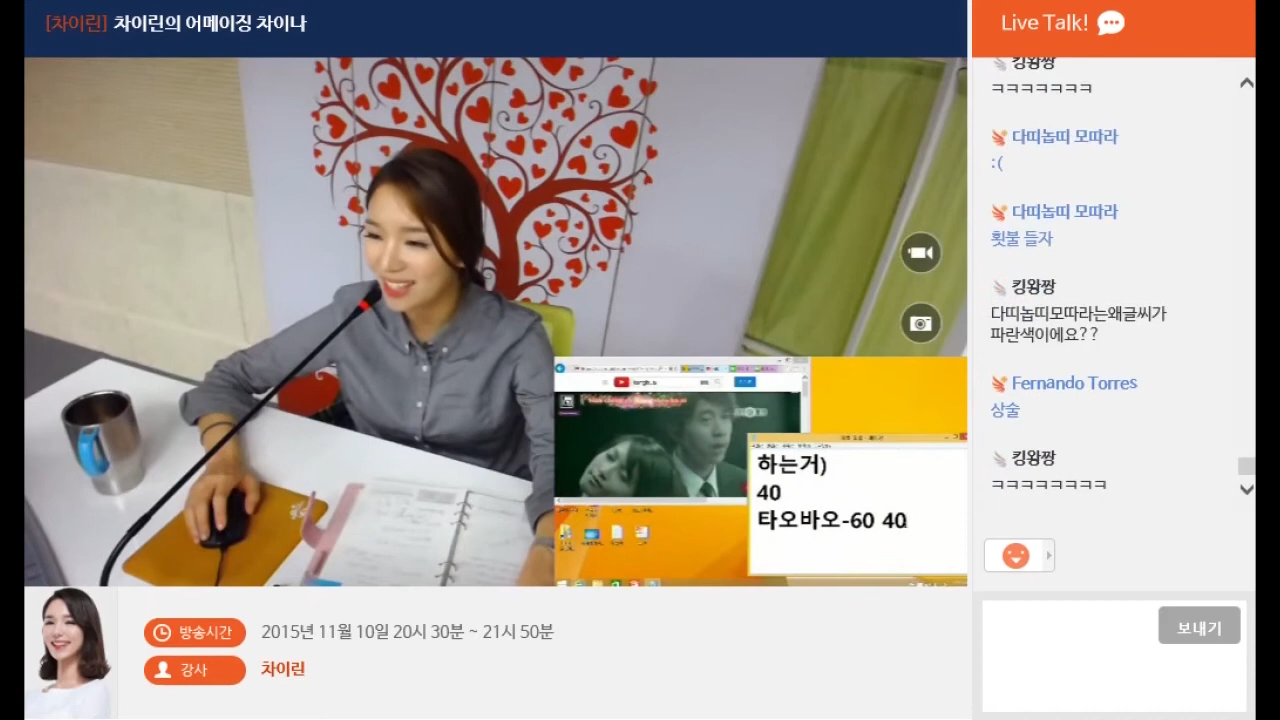 [차이린] 차이린의 어메이징 차이나
Live Talk!
킹왕짱
ㅋㅋㅋㅋㅋㅋㅋ
다띠놉띠 모따라
:(
다띠놉띠 모따라
횟불 들자
킹왕짱
다띠놉띠모따라는왜글씨가
파란색이에요??
Fernando Torres
상술
킹왕짱
ㅋㅋㅋㅋㅋㅋㅋㅋ
보내기
하는거)
40
타오바오-60 40
방송시간 2015년 11월 10일 20시 30분 ~ 21시 50분
강사 차이린